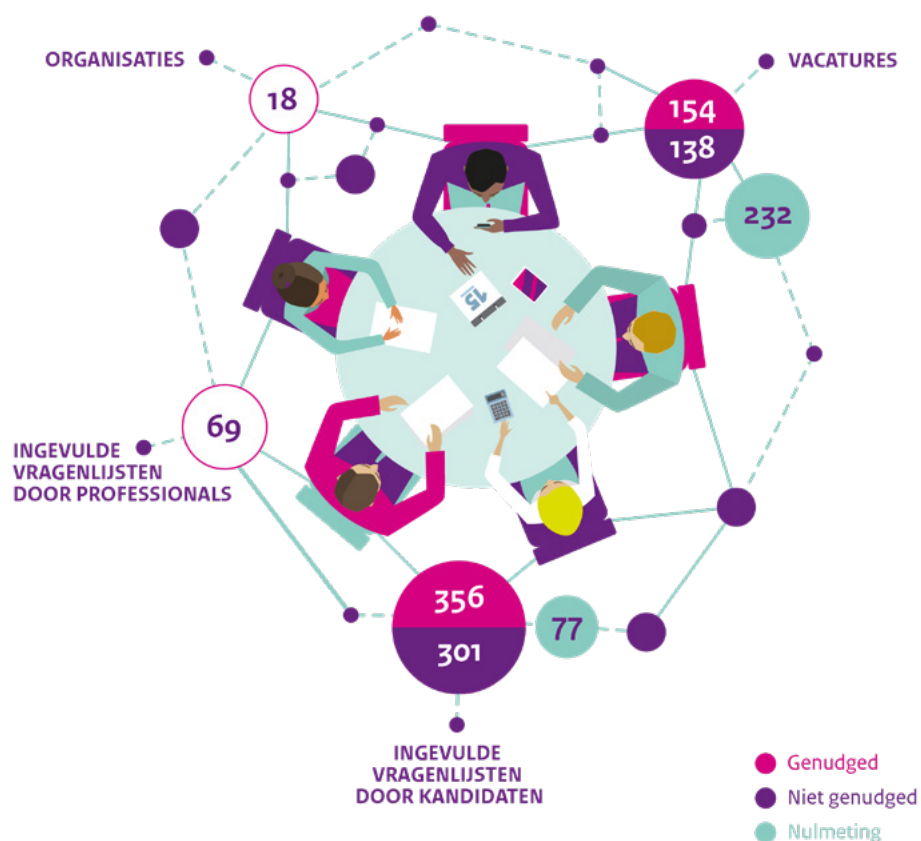 ORGANISATIES
18
VACATURES
154
138
232
15
69
INGEVULDE
VRAGENLIJSTEN
DOOR PROFESSIONALS
356
301
77
INGEVULDE
VRAGENLIJSTEN
DOOR KANDIDATEN
Genudged
Niet genudged
Nulmeting